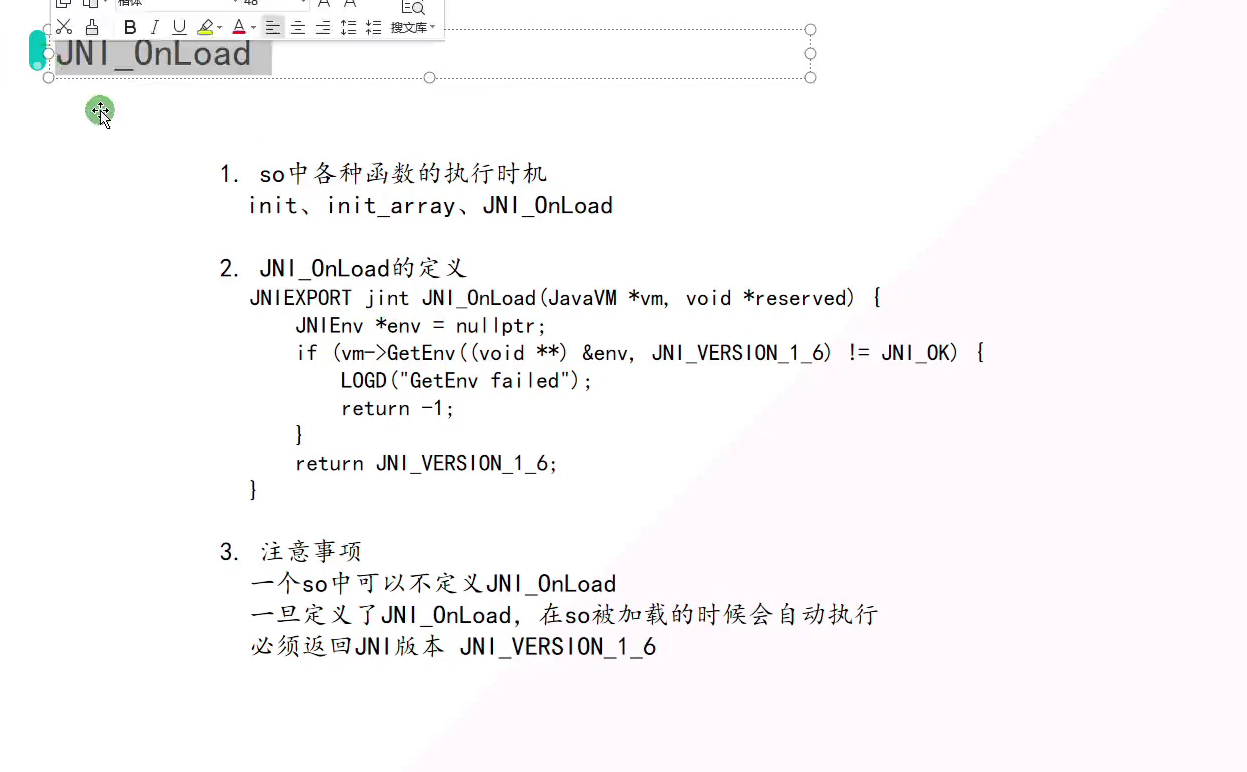 楷体 48 A A
B I U A 搜文库
JNI_OnLoad
1. so中各种函数的执行时机
init、init_array、JNI_OnLoad
2. JNI_OnLoad的定义
JNIEXPORT jint JNI_OnLoad(JavaVM *vm, void *reserved) {
JNIEnv *env = nullptr;
if (vm->GetEnv((void **) &env, JNI_VERSION_1_6) != JNI_OK) {
LOGD("GetEnv failed");
return -1;
}
return JNI_VERSION_1_6;
}
3. 注意事项
一个so中可以不定义JNI_OnLoad
一旦定义了JNI_OnLoad，在so被加载的时候会自动执行
必须返回JNI版本 JNI_VERSION_1_6